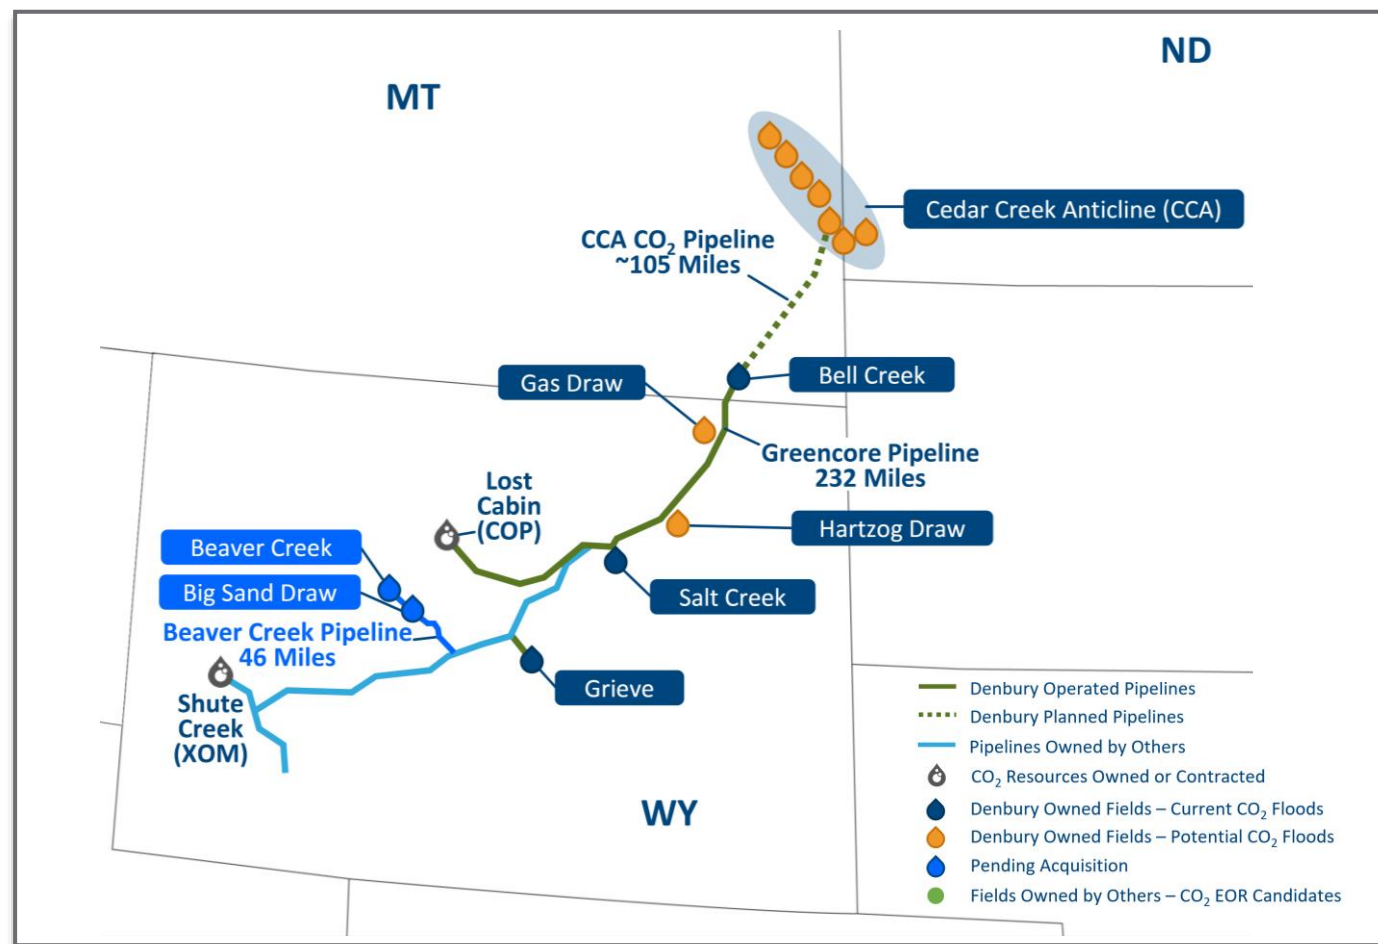 ND
MT
Cedar Creek Anticline (CCA)
CCA CO₂ Pipeline
~105 Miles
Gas Draw
Bell Creek
Greencore Pipeline
232 Miles
Lost
Cabin
(COP)
Hartzog Draw
Beaver Creek
Big Sand Draw
Salt Creek
Beaver Creek Pipeline
46 Miles
Grieve
Shute
Creek
(XOM)
WY
Denbury Operated Pipelines
Denbury Planned Pipelines
Pipelines Owned by Others
CO₂ Resources Owned or Contracted
Denbury Owned Fields – Current CO₂ Floods
Denbury Owned Fields – Potential CO₂ Floods
Pending Acquisition
Fields Owned by Others – CO₂ EOR Candidates